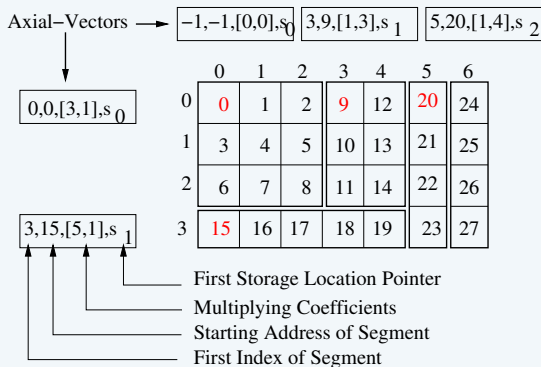 Axial-Vectors
-1,-1,[0,0],s0
3,9,[1,3],s1
5,20,[1,4],s2
0 1 2 3 4 5 6
0,0,[3,1],s0
0 0 1 2 9 12 20 24
1 3 4 5 10 13 21 25
2 6 7 8 11 14 22 26
3,15,[5,1],s1
3 15 16 17 18 19 23 27
First Storage Location Pointer
Multiplying Coefficients
Starting Address of Segment
First Index of Segment